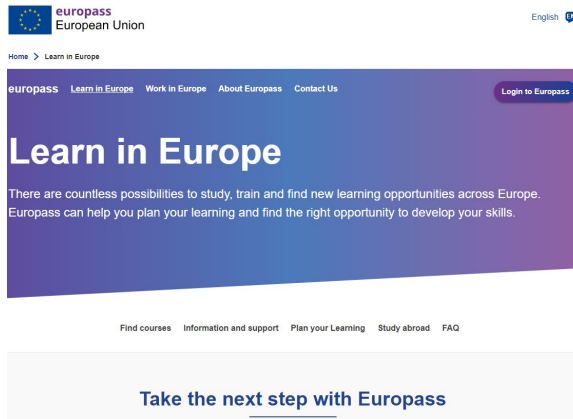 europass
European Union
English EN
Home > Learn in Europe
europass Learn in Europe Work in Europe About Europass Contact Us Login to Europass
Learn in Europe
There are countless possibilities to study, train and find new learning opportunities across Europe.
Europass can help you plan your learning and find the right opportunity to develop your skills.
Find courses Information and support Plan your Learning Study abroad FAQ
Take the next step with Europass